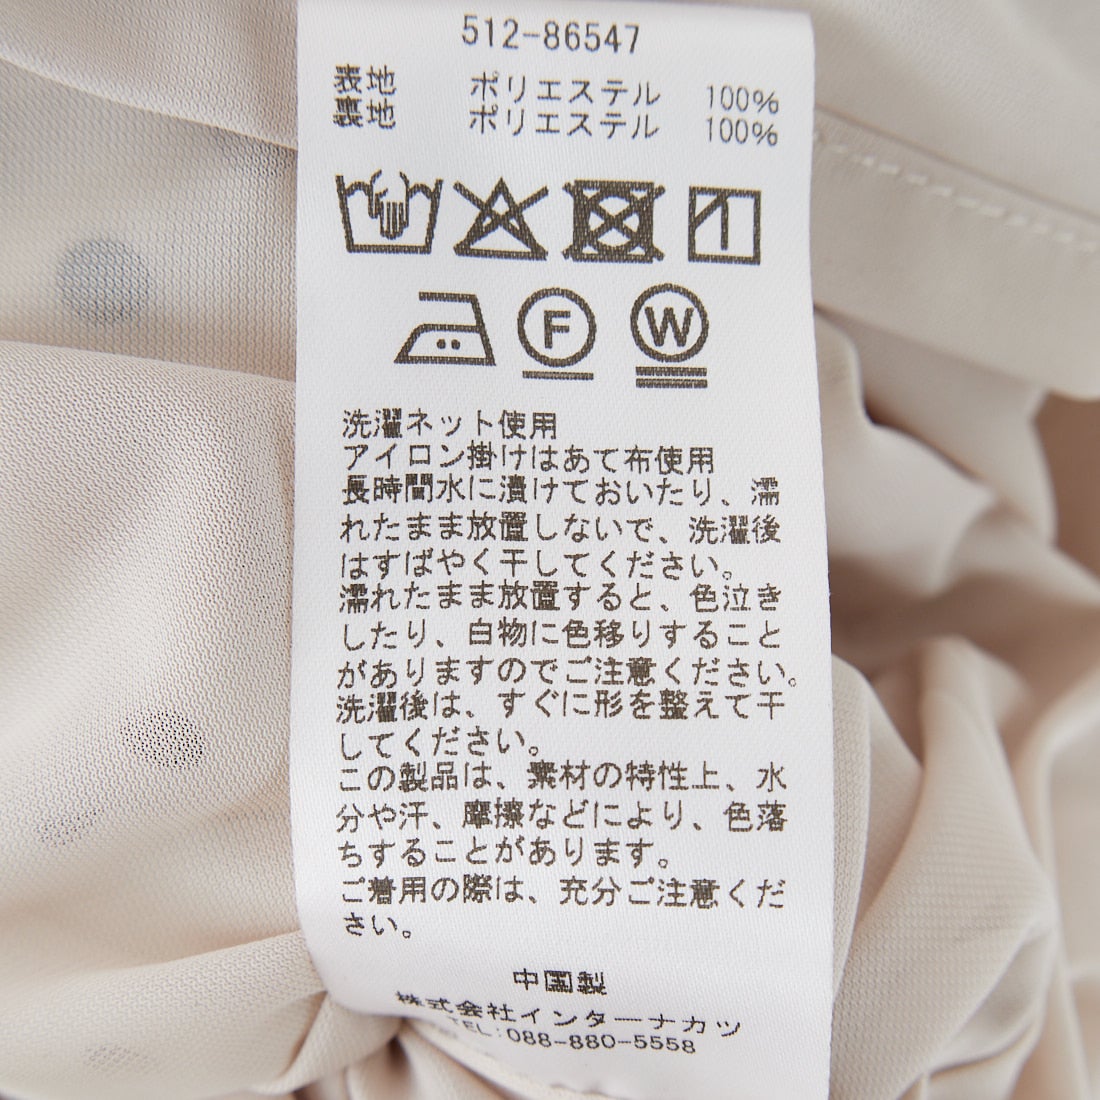 512-86547
表地 ポリエステル 100%
裏地 ポリエステル 100%
F W
洗濯ネット使用
アイロン掛けはあて布使用
長時間水に漬けておいたり、濡
れたまま放置しないで、洗濯後
はすばやく干してください。
濡れたまま放置すると、色泣き
したり、白物に色移りすること
がありますのでご注意ください。
洗濯後は、すぐに形を整えて干
してください。
この製品は、素材の特性上、水
分や汗、摩擦などにより、色落
ちすることがあります。
ご着用の際は、充分ご注意くだ
さい。
中国製
株式会社インターナカツ
TEL:088-880-5558